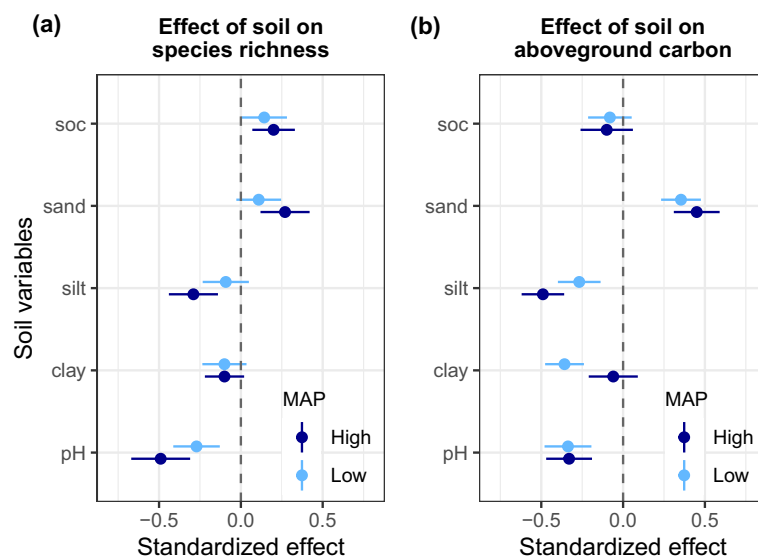 (a)
Effect of soil on
species richness
(b)
Effect of soil on
aboveground carbon
Soil variables
soc
sand
silt
clay
pH
MAP
High
Low
−0.5
0.0
0.5
Standardized effect
soc
sand
silt
clay
pH
MAP
High
Low
−0.5
0.0
0.5
Standardized effect